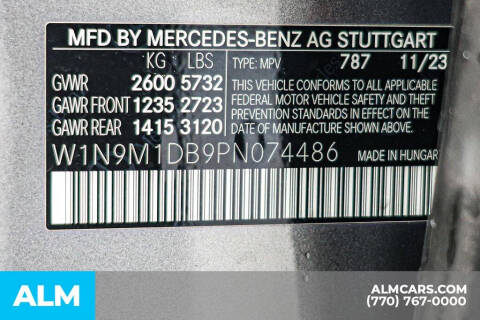 MFD BY MERCEDES-BENZ AG STUTTGART
KG LBS TYPE: MPV 787 11/23
GVWR 2600 5732 THIS VEHICLE CONFORMS TO ALL APPLICABLE
GAWR FRONT 1235 2723 FEDERAL MOTOR VEHICLE SAFETY AND THEFT
GAWR REAR 1415 3120 PREVENTION STANDARDS IN EFFECT ON THE
DATE OF MANUFACTURE SHOWN ABOVE.
W1N9M1DB9PN074486 MADE IN HUNGARY
ALM
ALMCARS.COM
(770) 767-0000